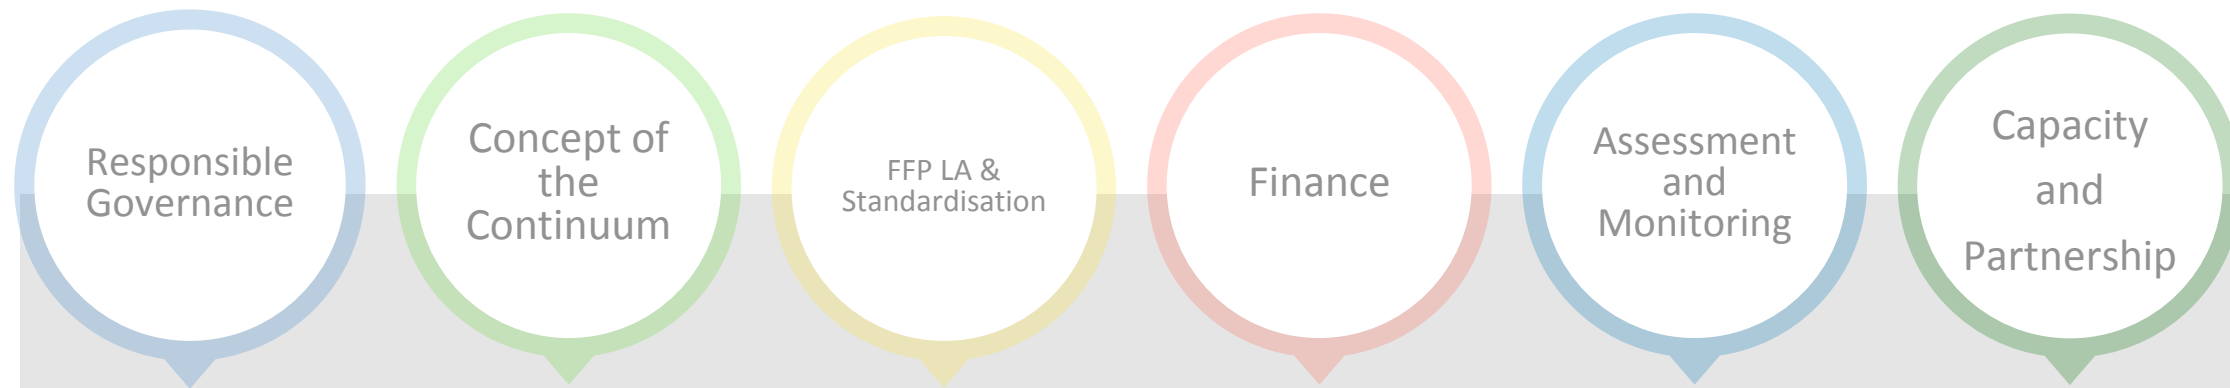 Responsible
Governance
Concept of
the
Continuum
FFP LA &
Standardisation
Finance
Assessment
and
Monitoring
Capacity
and
Partnership